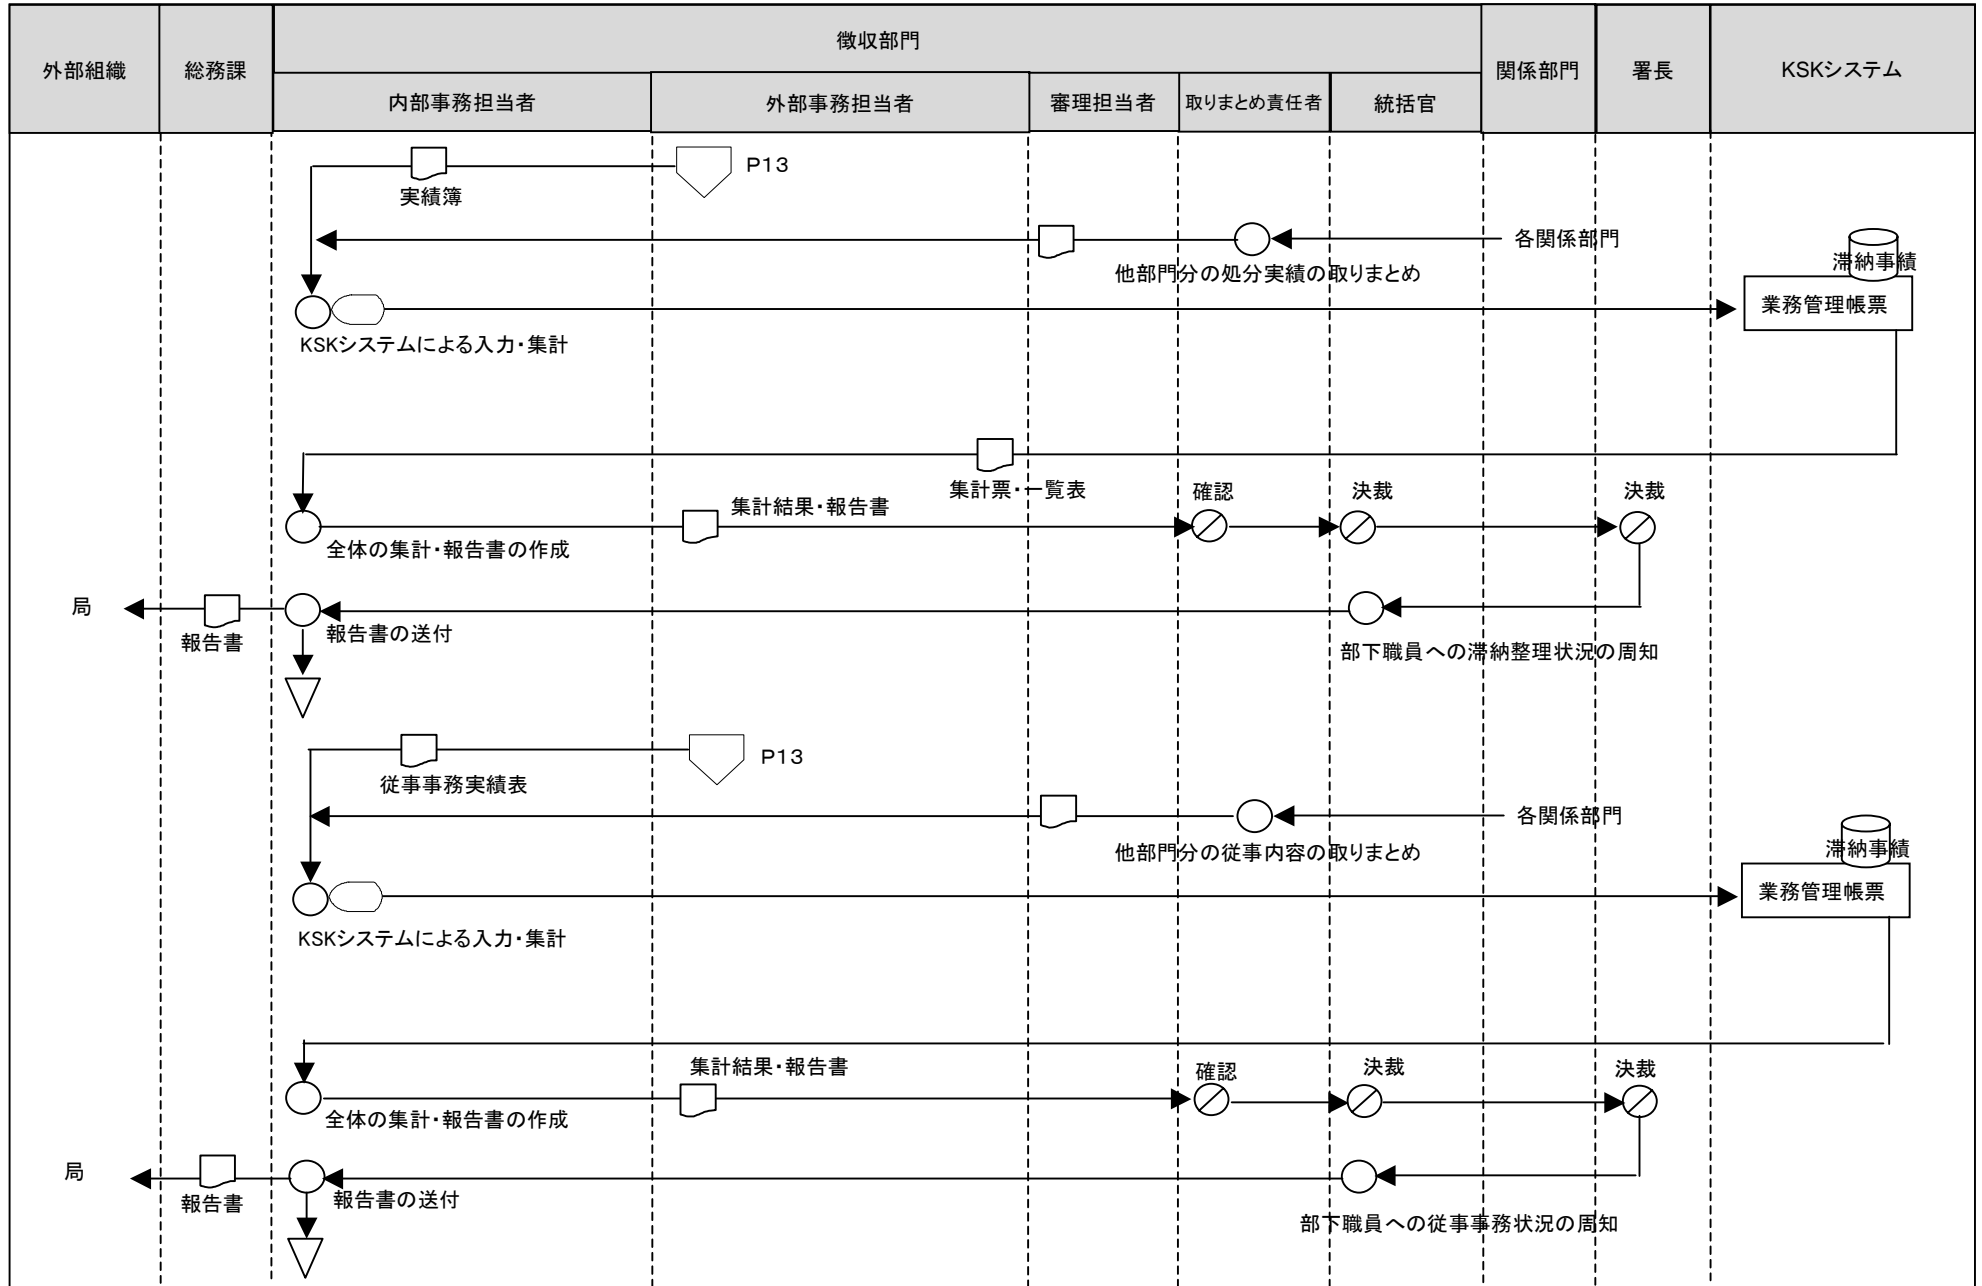 徴収部門
外部組織
総務課
関係部門
署長
KSKシステム
内部事務担当者
外部事務担当者
審理担当者
取りまとめ責任者
統括官
P13
実績簿
各関係部門
滞納事績
他部門分の処分実績の取りまとめ
業務管理帳票
KSKシステムによる入力・集計
集計票・一覧表
確認
決裁
決裁
集計結果・報告書
全体の集計・報告書の作成
局
報告書
報告書の送付
部下職員への滞納整理状況の周知
P13
従事事務実績表
各関係部門
滞納事績
他部門分の従事内容の取りまとめ
業務管理帳票
KSKシステムによる入力・集計
集計結果・報告書
確認
決裁
決裁
全体の集計・報告書の作成
局
報告書
報告書の送付
部下職員への従事事務状況の周知